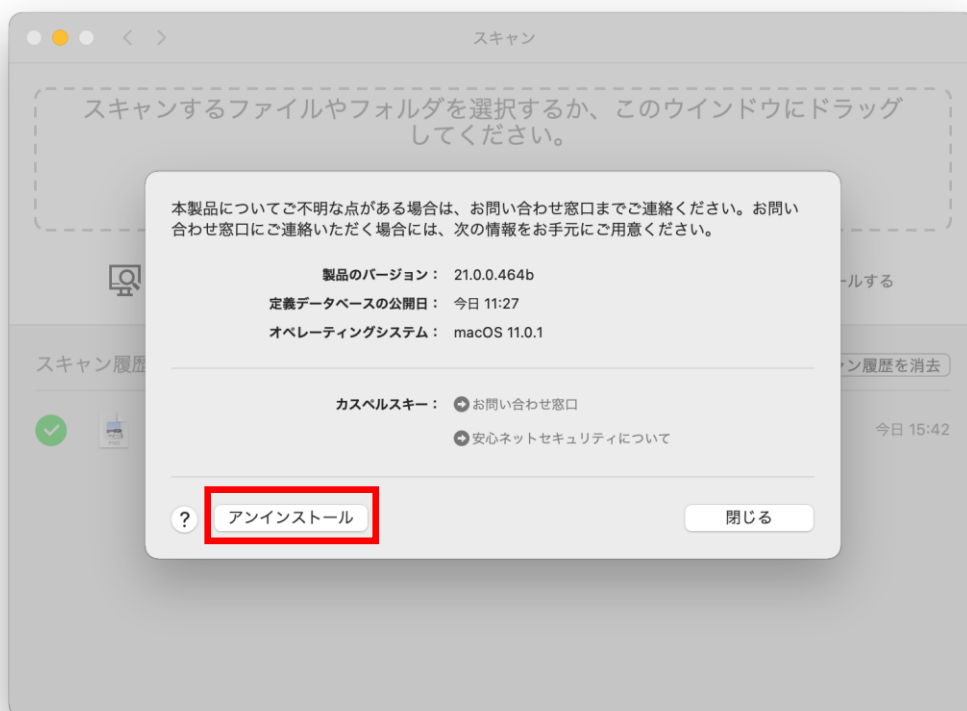 スキャン
スキャンするファイルやフォルダを選択するか、このウインドウにドラッグ
してください。
本製品についてご不明な点がある場合は、お問い合わせ窓口までご連絡ください。お問い
合わせ窓口にご連絡いただく場合には、次の情報をお手元にご用意ください。
製品のバージョン： 21.0.0.464b
定義データベースの公開日： 今日 11:27
オペレーティングシステム： macOS 11.0.1
ールする
スキャン履歴
ン履歴を消去
カスペルスキー： お問い合わせ窓口
安心ネットセキュリティについて
今日 15:42
? アンインストール 閉じる